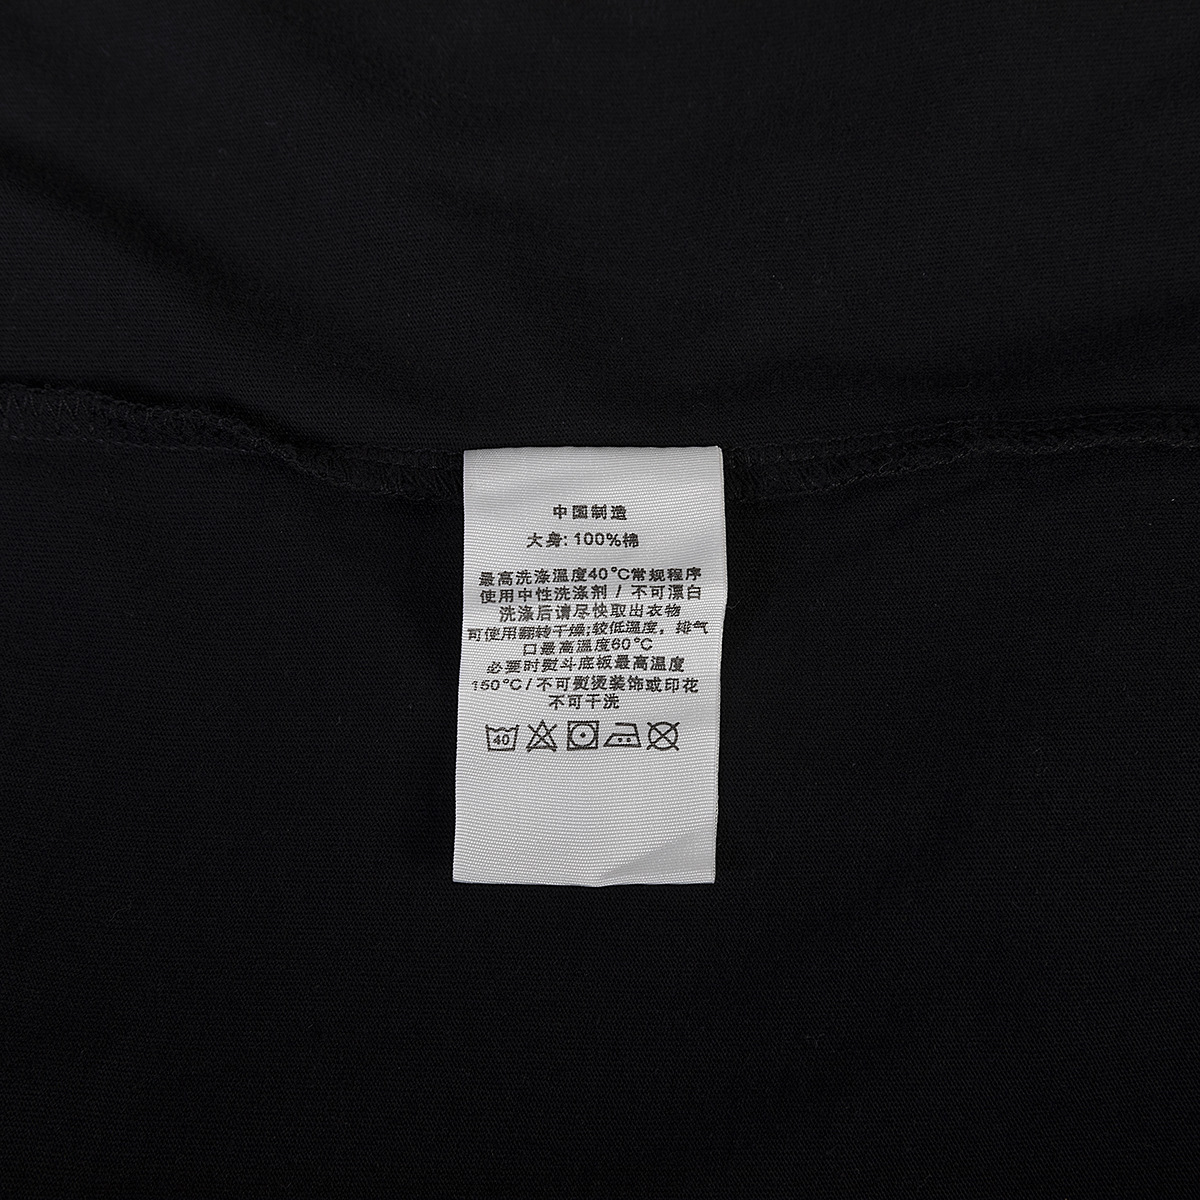 中国制造
大身: 100%棉
最高洗涤温度40°C常规程序
使用中性洗涤剂 / 不可漂白
洗涤后请尽快取出衣物
可使用翻转干燥;较低温度，排气
口最高温度60°C
必要时熨斗底板最高温度
150°C/不可熨烫装饰或印花
不可干洗
40